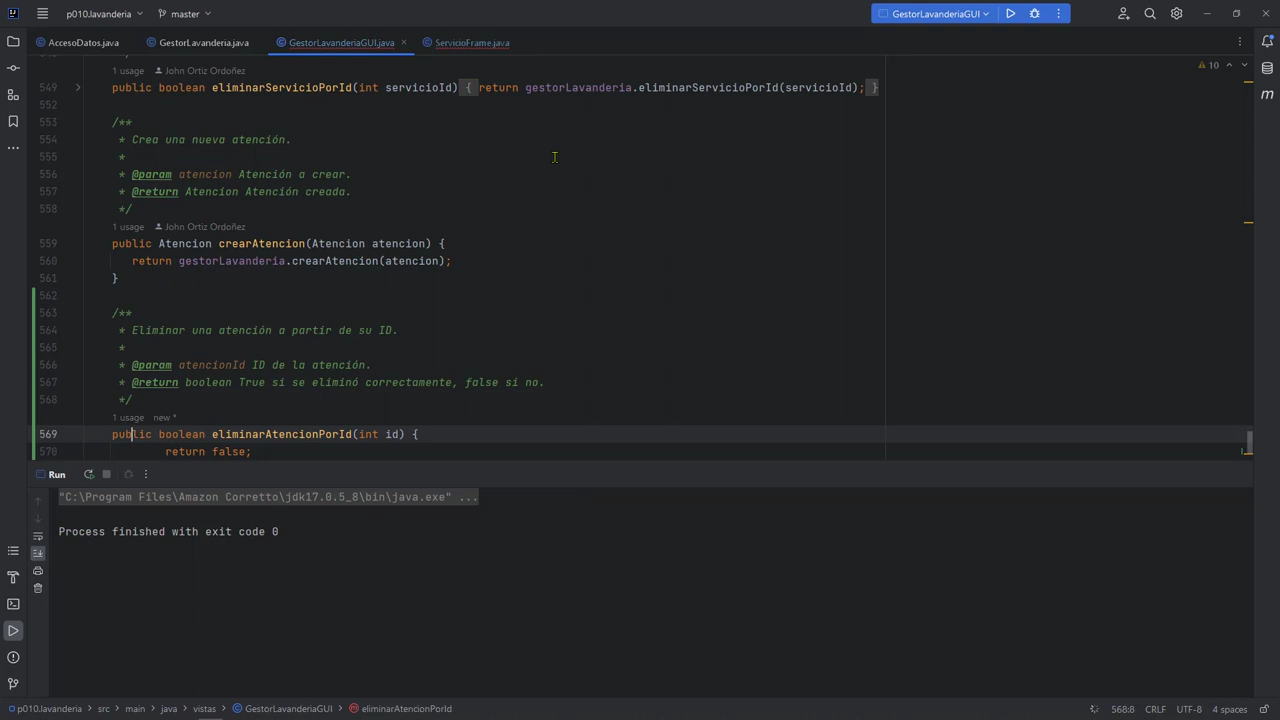 p010.lavanderia
master
GestorLavanderiaGUI
AccesoDatos.java
GestorLavanderia.java
GestorLavanderiaGUI.java
ServicioFrame.java
10
1 usage John Ortiz Ordoñez
549 public boolean eliminarServicioPorId(int servicioId) { return gestorLavanderia.eliminarServicioPorId(servicioId); }
552
553 /**
554 * Crea una nueva atención.
555 *
556 * @param atencion Atención a crear.
557 * @return Atencion Atención creada.
558 */
1 usage John Ortiz Ordoñez
559 public Atencion crearAtencion(Atencion atencion) {
560 return gestorLavanderia.crearAtencion(atencion);
561 }
562
563 /**
564 * Eliminar una atención a partir de su ID.
565 *
566 * @param atencionId ID de la atención.
567 * @return boolean True si se eliminó correctamente, false si no.
568 */
1 usage new *
569 public boolean eliminarAtencionPorId(int id) {
570 return false;
Run
"C:\Program Files\Amazon Corretto\jdk17.0.5_8\bin\java.exe" ...
Process finished with exit code 0
p010.lavanderia > src > main > java > vistas > GestorLavanderiaGUI > eliminarAtencionPorId
568:8 CRLF UTF-8 4 spaces